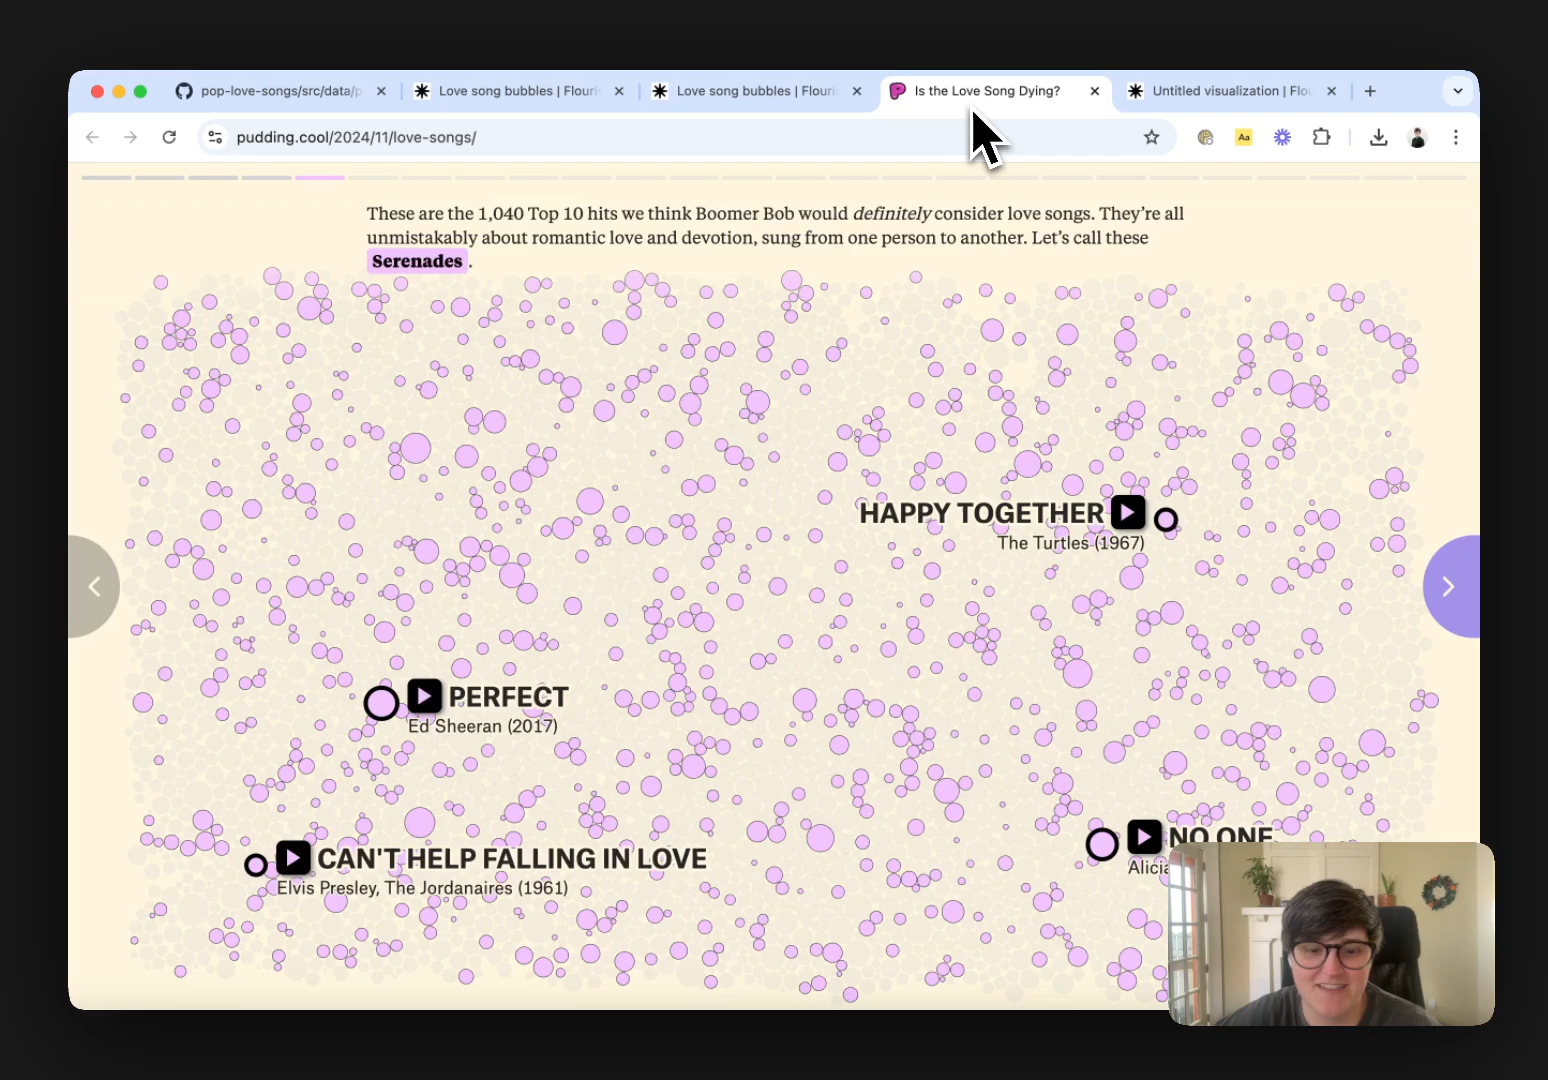 pop-love-songs/src/data/p
Love song bubbles | Flouris
Love song bubbles | Flouris
Is the Love Song Dying?
Untitled visualization | Flou
pudding.cool/2024/11/love-songs/
Aa
These are the 1,040 Top 10 hits we think Boomer Bob would definitely consider love songs. They’re all
unmistakably about romantic love and devotion, sung from one person to another. Let’s call these
Serenades.
HAPPY TOGETHER
The Turtles (1967)
PERFECT
Ed Sheeran (2017)
NO ONE
Alicia
CAN'T HELP FALLING IN LOVE
Elvis Presley, The Jordanaires (1961)